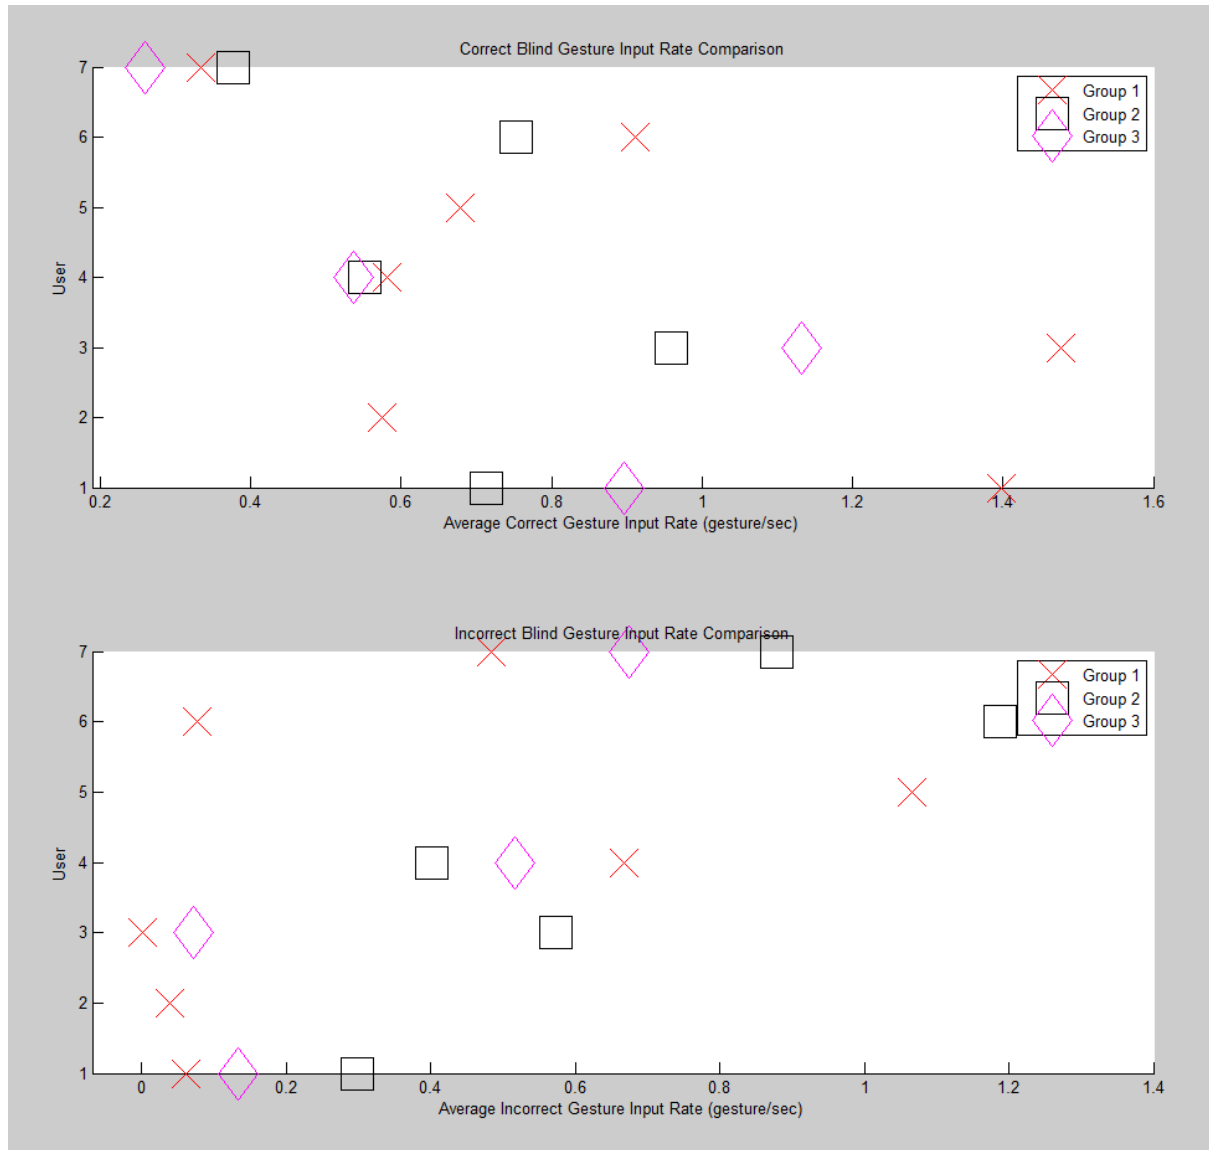 Correct Blind Gesture Input Rate Comparison
7
Group 1
Group 2
Group 3
6
5
4
User
3
2
1
0.2 0.4 0.6 0.8 1 1.2 1.4 1.6
Average Correct Gesture Input Rate (gesture/sec)
Incorrect Blind Gesture Input Rate Comparison
7
Group 1
Group 2
Group 3
6
5
4
User
3
2
1
0 0.2 0.4 0.6 0.8 1 1.2 1.4
Average Incorrect Gesture Input Rate (gesture/sec)